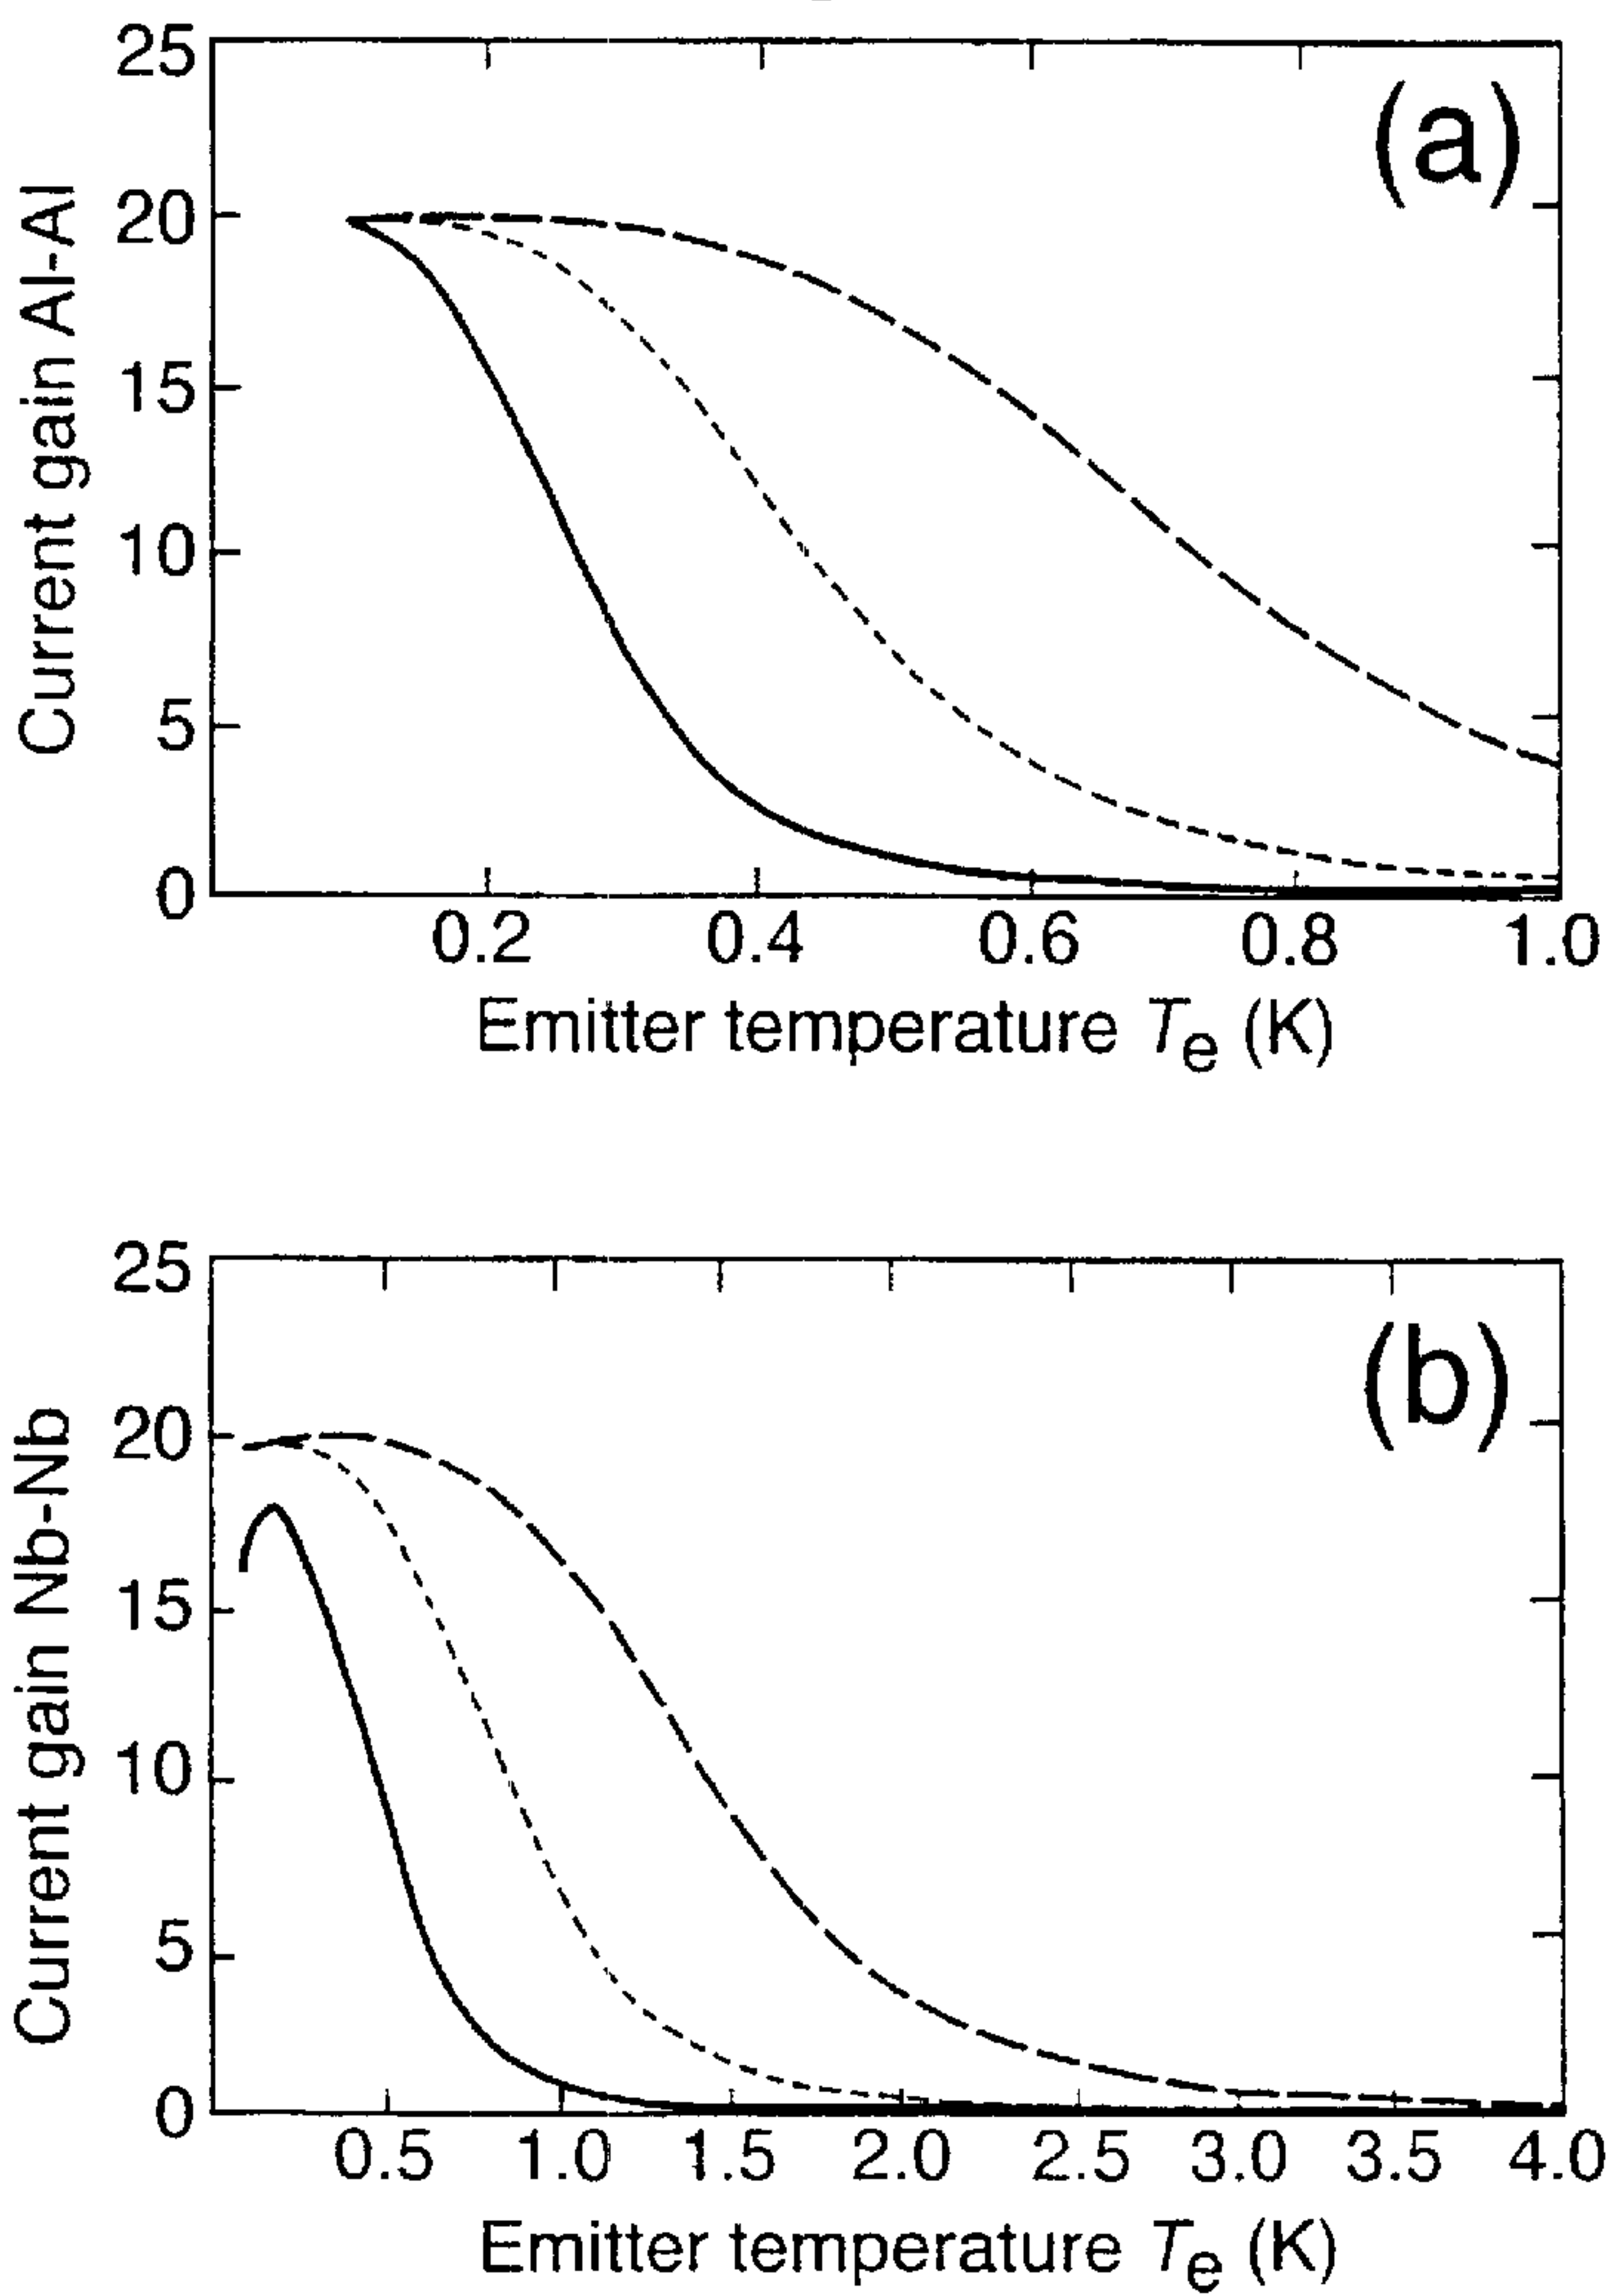 (a)
Current gain Al-Al
25
20
15
10
5
0
0.2 0.4 0.6 0.8 1.0
Emitter temperature Te (K)
(b)
Current gain Nb-Nb
25
20
15
10
5
0
0.5 1.0 1.5 2.0 2.5 3.0 3.5 4.0
Emitter temperature Te (K)